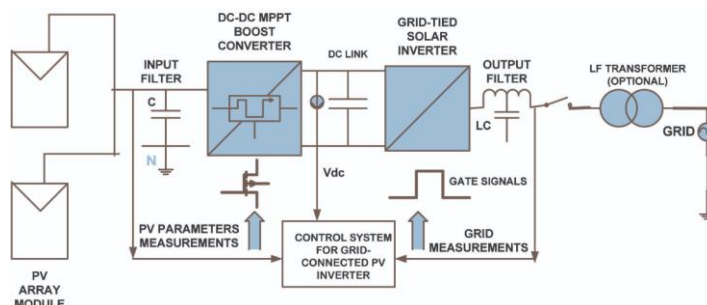 DC-DC MPPT
BOOST
CONVERTER
GRID-TIED
SOLAR
INVERTER
INPUT
FILTER
DC LINK
OUTPUT
FILTER
LF TRANSFORMER
(OPTIONAL)
C
N
LC
GRID
Vdc
GATE SIGNALS
PV PARAMETERS
MEASUREMENTS
CONTROL SYSTEM
FOR GRID-
CONNECTED PV
INVERTER
GRID
MEASUREMENTS
PV
ARRAY
MODULE